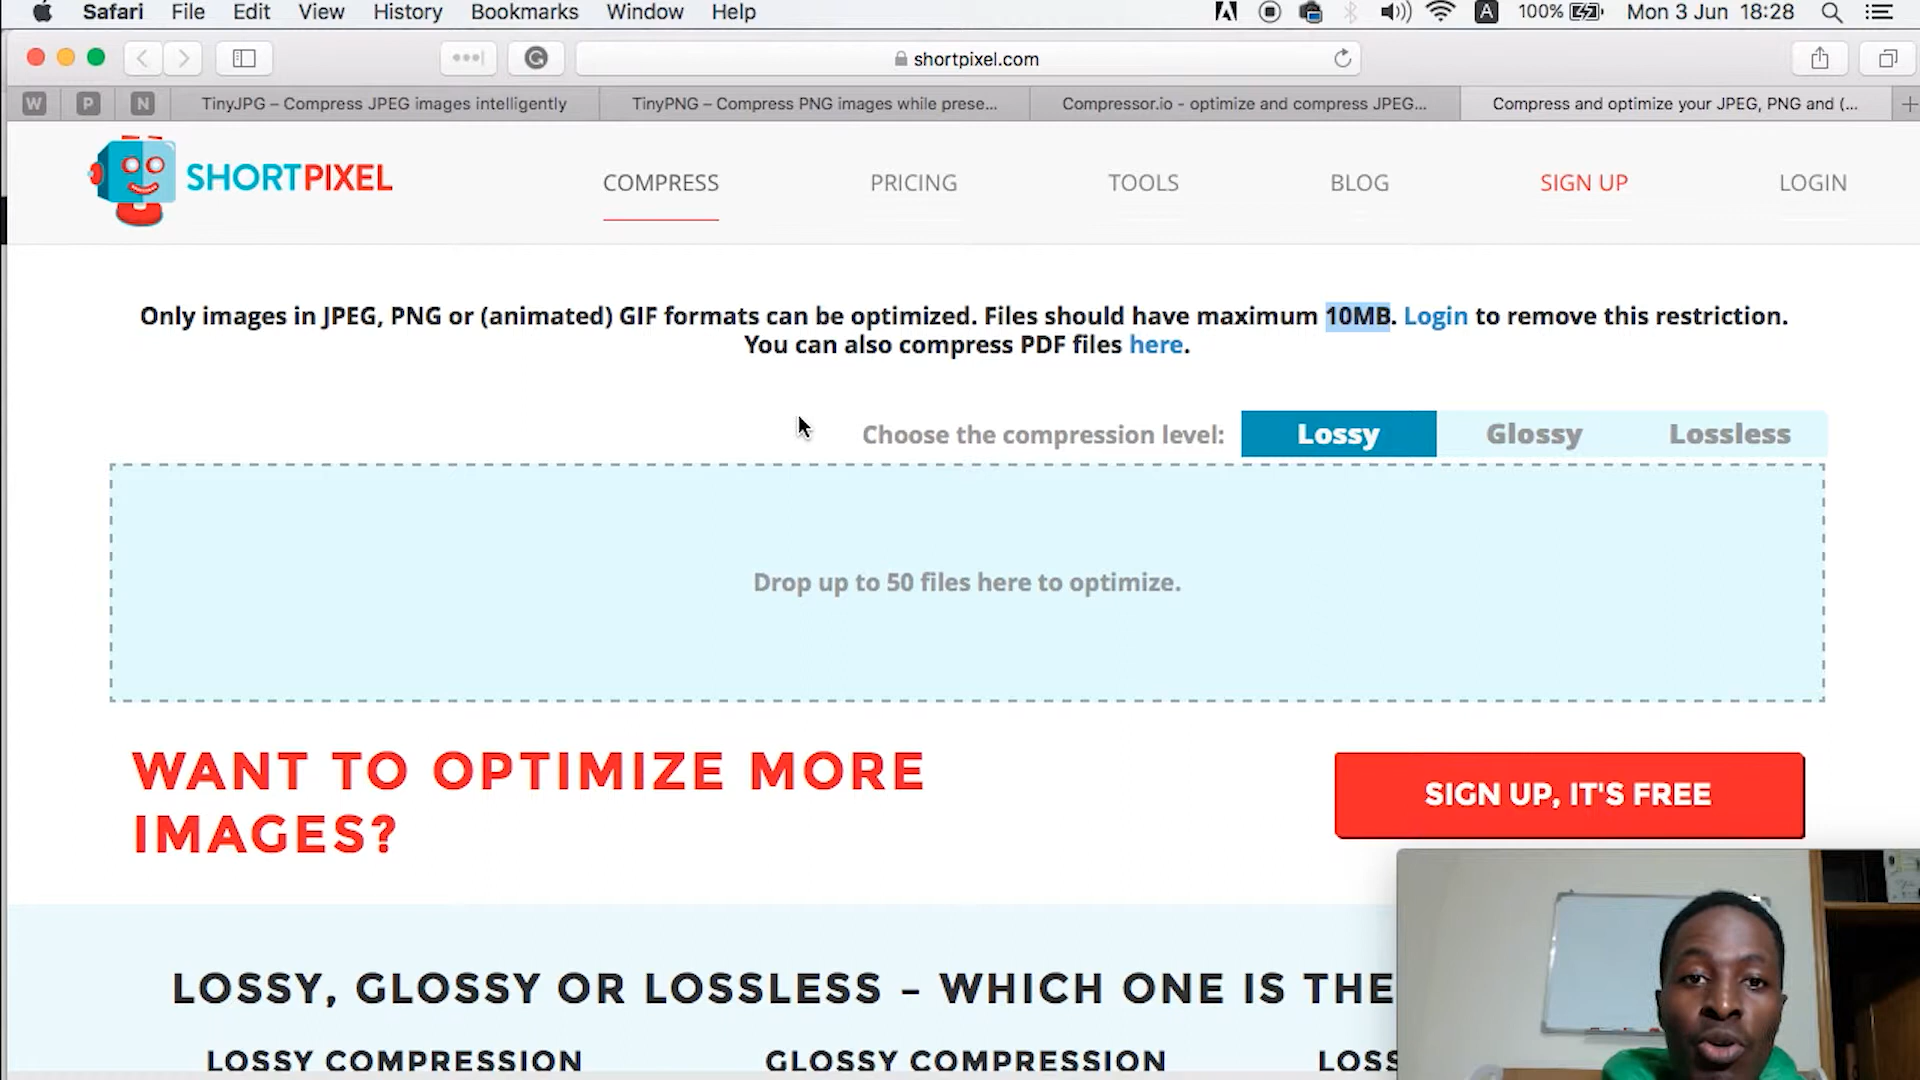 Safari File Edit View History Bookmarks Window Help A 100% Mon 3 Jun 18:28
shortpixel.com
W P N TinyJPG – Compress JPEG images intelligently TinyPNG – Compress PNG images while prese... Compressor.io - optimize and compress JPEG... Compress and optimize your JPEG, PNG and (...
SHORTPIXEL COMPRESS PRICING TOOLS BLOG SIGN UP LOGIN
Only images in JPEG, PNG or (animated) GIF formats can be optimized. Files should have maximum 10MB. Login to remove this restriction.
You can also compress PDF files here.
Choose the compression level: Lossy Glossy Lossless
Drop up to 50 files here to optimize.
WANT TO OPTIMIZE MORE
IMAGES?
SIGN UP, IT'S FREE
LOSSY, GLOSSY OR LOSSLESS – WHICH ONE IS THE
LOSSY COMPRESSION GLOSSY COMPRESSION LOSS